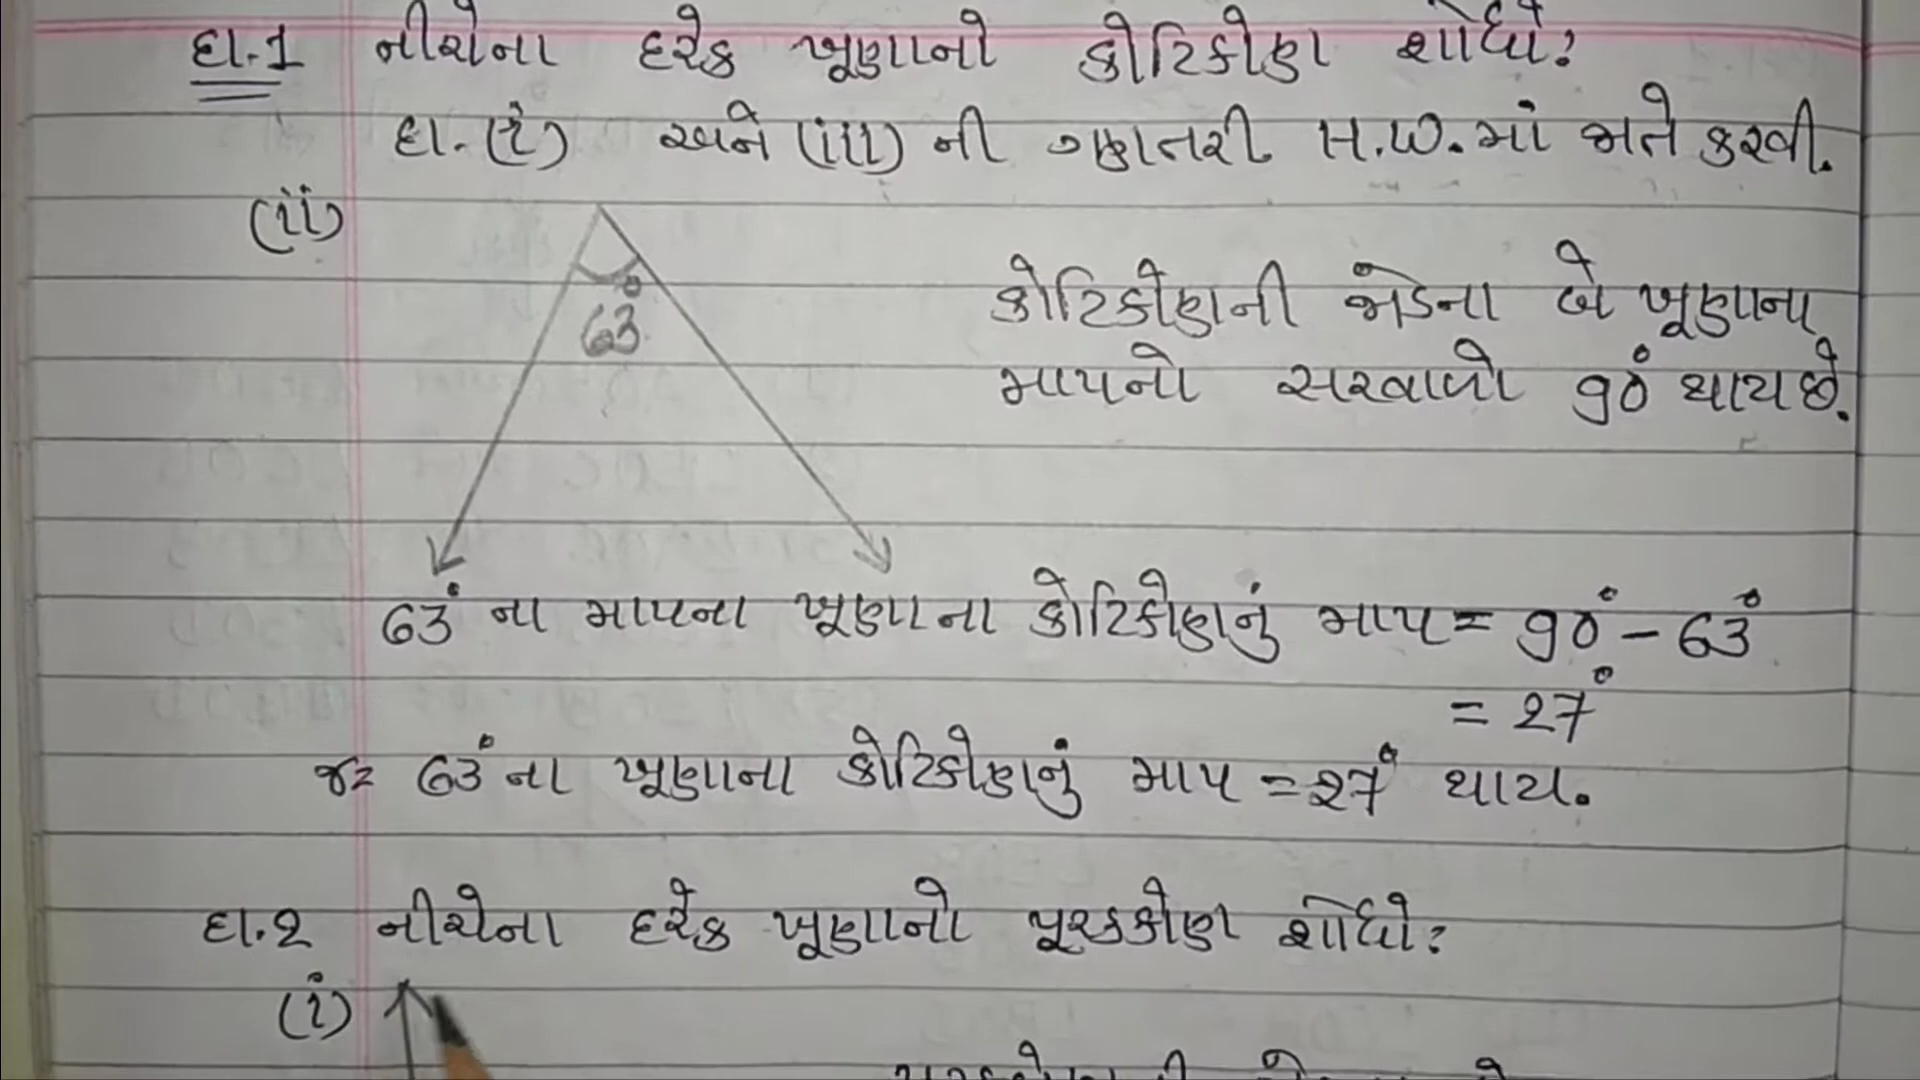 દા.1 નીચેના દરેક ખૂણાનો કોટિકોણ શોધો?
દા.(i) અને (iii) ની ગણતરી H.W.માં જાતે કરવી.
(ii)
63°
કોટિકોણની જોડના બે ખૂણાના
માપનો સરવાળો 90° થાય છે.
63° ના માપના ખૂણાના કોટિકોણનું માપ = 90° - 63°
= 27°
જ= 63° ના ખૂણાના કોટિકોણનું માપ = 27° થાય.
દા.2 નીચેના દરેક ખૂણાનો પૂરકકોણ શોધો?
(i)